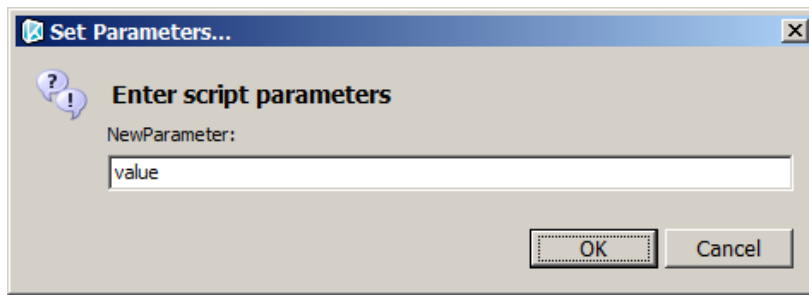 Set Parameters...
?
!
Enter script parameters
NewParameter:
value
OK
Cancel